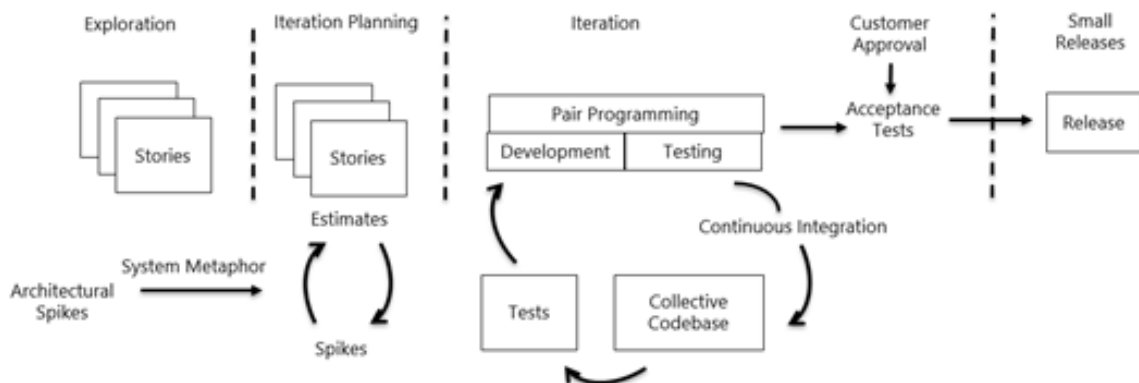 Exploration
Iteration Planning
Iteration
Customer
Approval
Small
Releases
Stories
Stories
Pair Programming
Development
Testing
Acceptance
Tests
Release
Estimates
Continuous Integration
System Metaphor
Architectural
Spikes
Spikes
Tests
Collective
Codebase